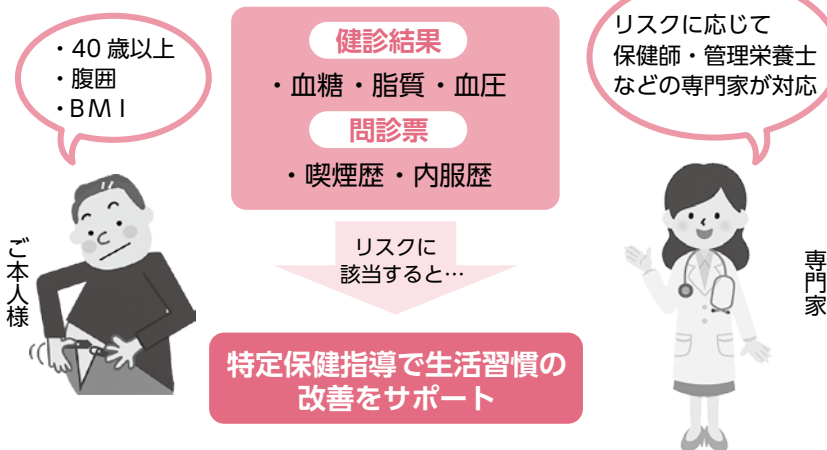 ・40 歳以上
・腹囲
・BMI
ご本人様
健診結果
・血糖・脂質・血圧
問診票
・喫煙歴・内服歴
リスクに
該当すると…
特定保健指導で生活習慣の
改善をサポート
リスクに応じて
保健師・管理栄養士
などの専門家が対応
専門家